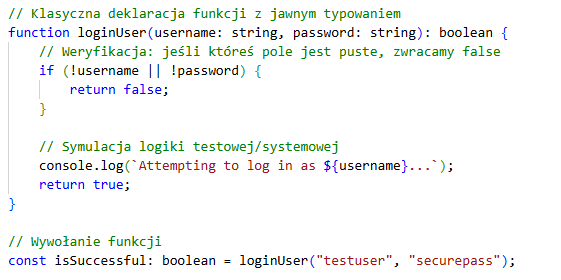 // Klasyczna deklaracja funkcji z jawnym typowaniem
function loginUser(username: string, password: string): boolean {
    // Weryfikacja: jeśli któreś pole jest puste, zwracamy false
    if (!username || !password) {
        return false;
    }

    // Symulacja logiki testowej/systemowej
    console.log(`Attempting to log in as ${username}...`);
    return true;
}

// Wywołanie funkcji
const isSuccessful: boolean = loginUser("testuser", "securepass");